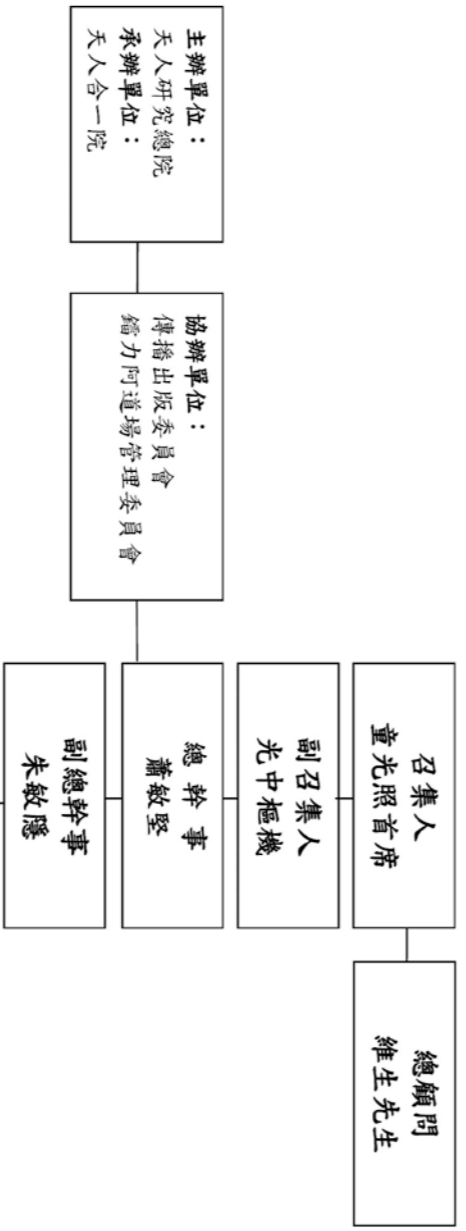 主辦單位：
天人研究總院
承辦單位：
天人合一院
協辦單位：
傳播出版委員會
鐳力阿道場管理委員會
召集人
童光照首席
總顧問
維生先生
副召集人
光中樞機
總幹事
蕭敏堅
副總幹事
朱敏隱